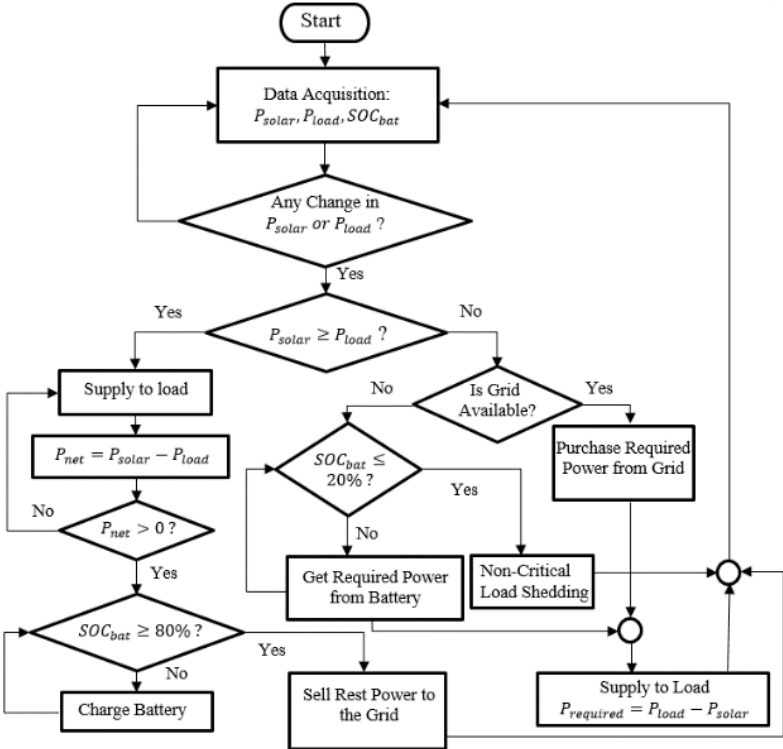 Start
Data Acquisition:
P_solar, P_load, SOC_bat
Any Change in
P_solar or P_load ?
Yes
Yes
No
P_solar ≥ P_load ?
Supply to load
No
Is Grid
Available?
Yes
P_net = P_solar − P_load
SOC_bat ≤
20% ?
Purchase Required
Power from Grid
Yes
No
P_net > 0 ?
No
Yes
Get Required Power
from Battery
Non-Critical
Load Shedding
SOC_bat ≥ 80% ?
Yes
No
Charge Battery
Sell Rest Power to
the Grid
Supply to Load
P_required = P_load − P_solar